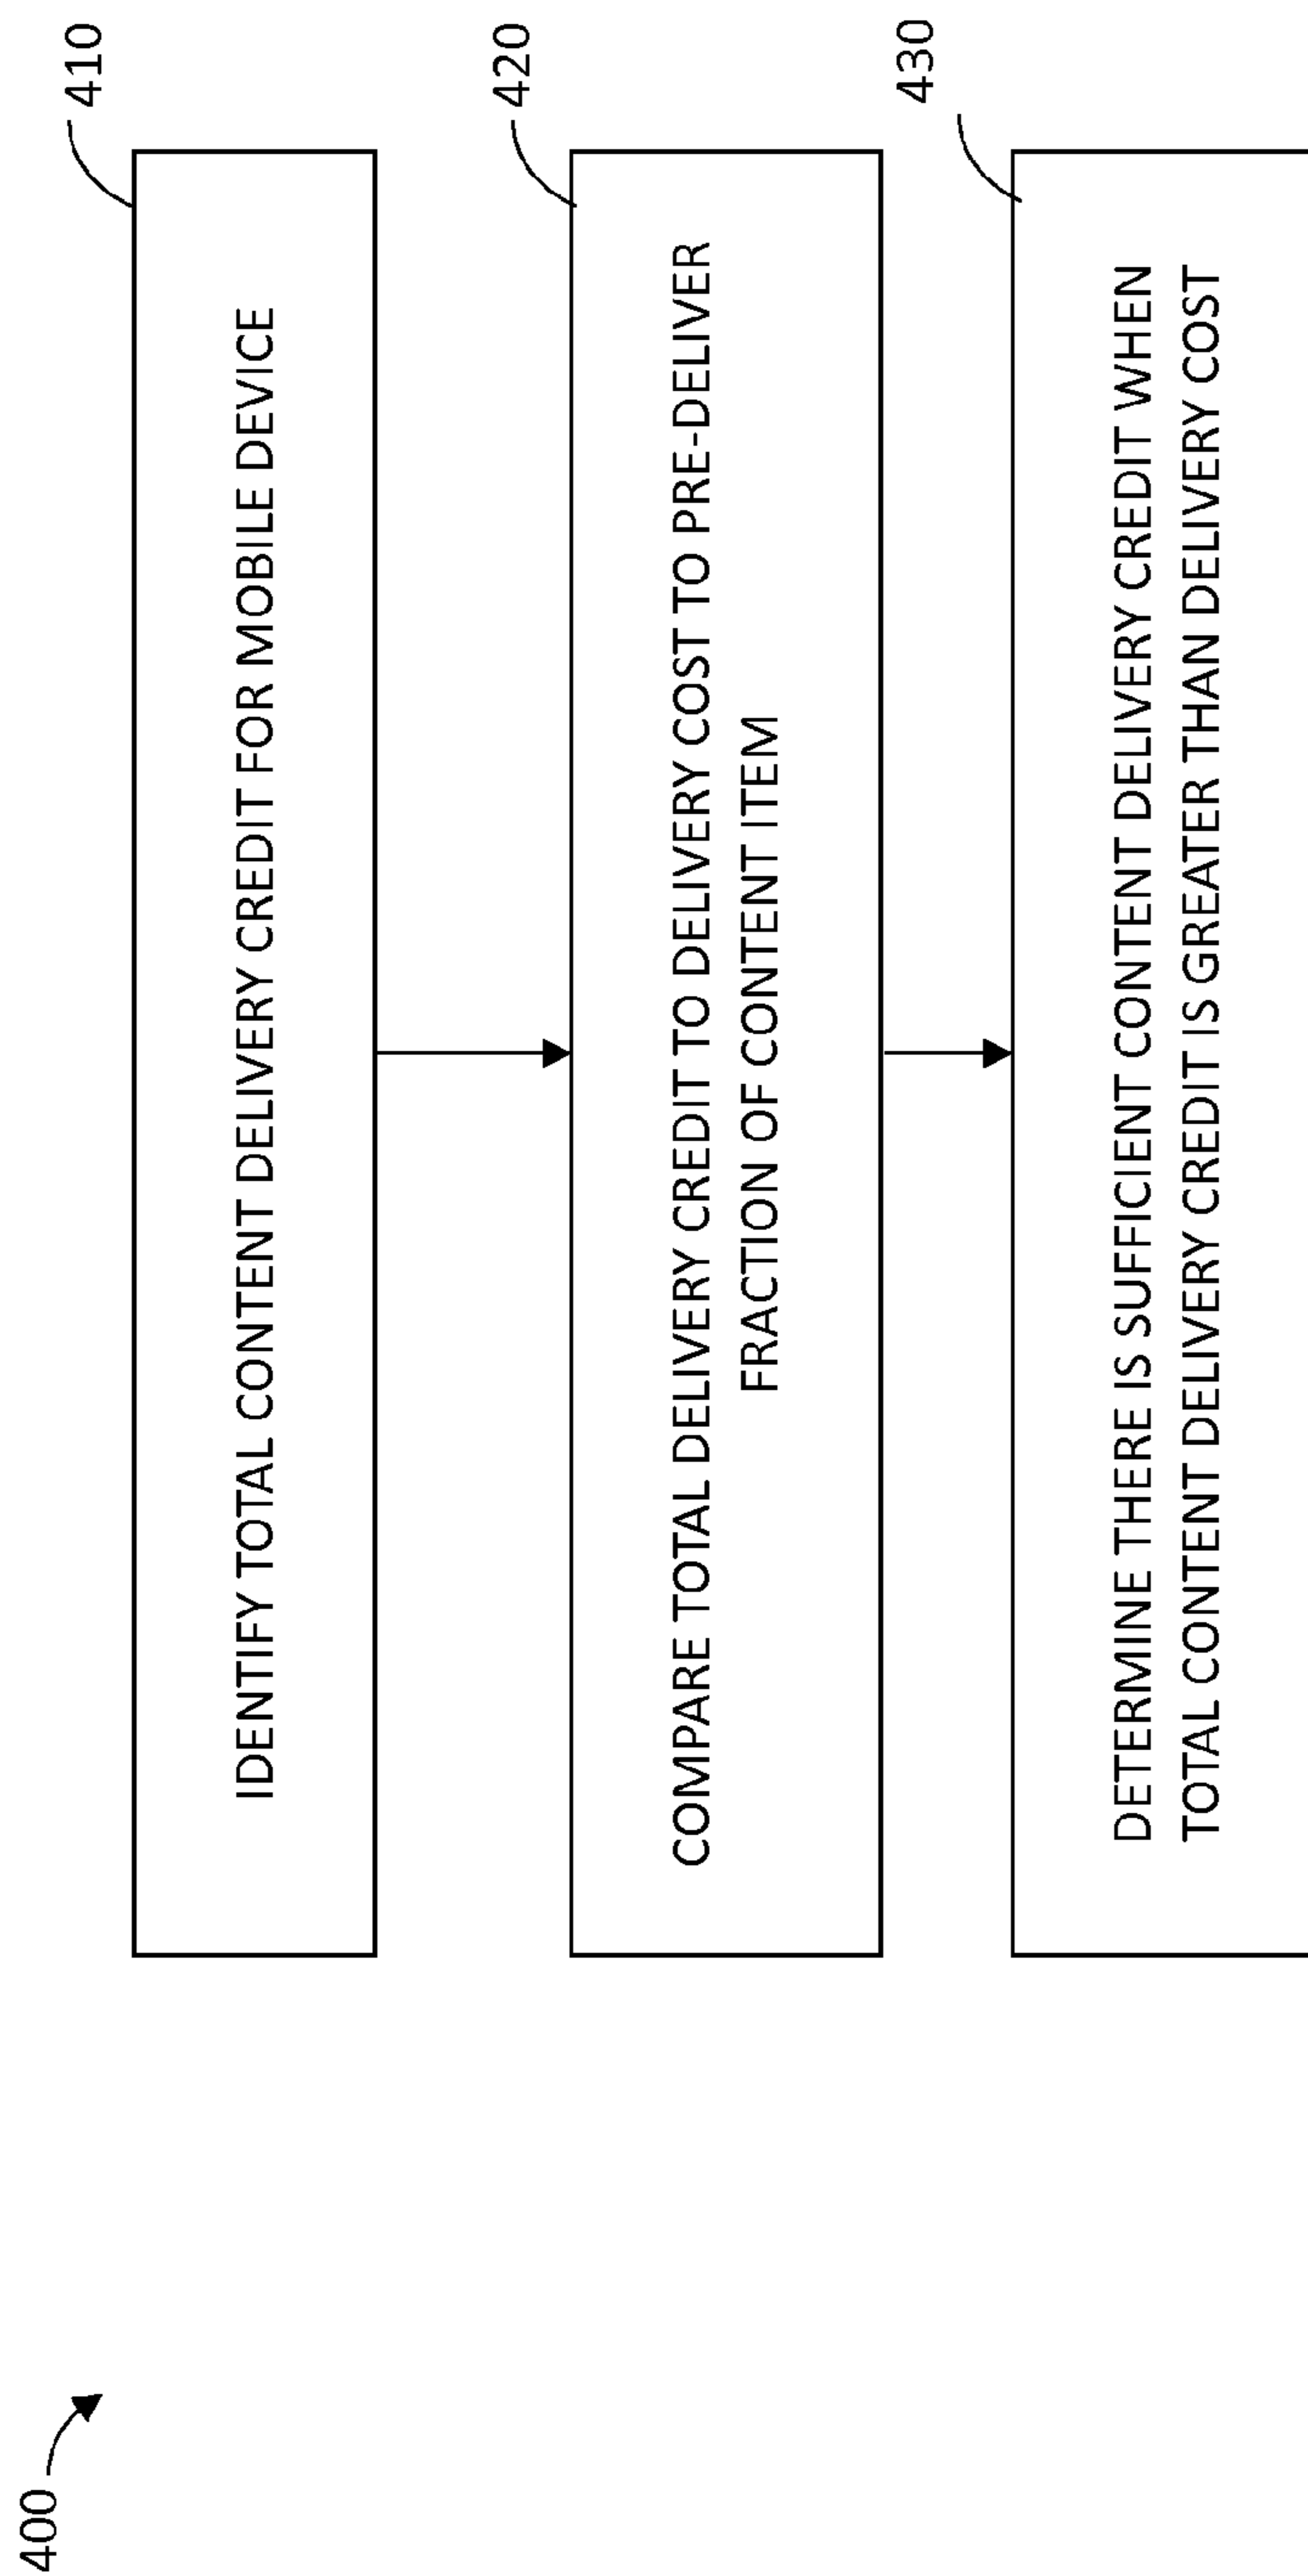 400
410
IDENTIFY TOTAL CONTENT DELIVERY CREDIT FOR MOBILE DEVICE
420
COMPARE TOTAL DELIVERY CREDIT TO DELIVERY COST TO PRE-DELIVER
FRACTION OF CONTENT ITEM
430
DETERMINE THERE IS SUFFICIENT CONTENT DELIVERY CREDIT WHEN
TOTAL CONTENT DELIVERY CREDIT IS GREATER THAN DELIVERY COST